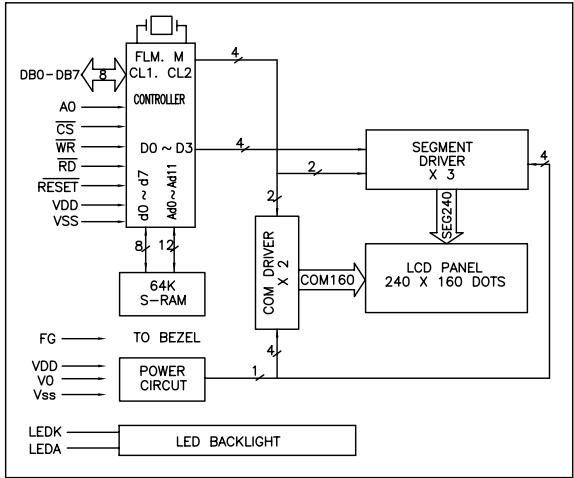 FLM. M
CL1. CL2
CONTROLLER
DB0-DB7
8
A0
CS
WR
RD
RESET
VDD
VSS
D0 ~ D3
d0 ~ d7
Ad0 ~ Ad11
4
4
2
2
4
SEGMENT
DRIVER
X 3
SEG240
8
12
64K
S-RAM
COM DRIVER
X 2
COM160
LCD PANEL
240 X 160 DOTS
FG
TO BEZEL
4
VDD
V0
Vss
POWER
CIRCUT
1
LEDK
LEDA
LED BACKLIGHT